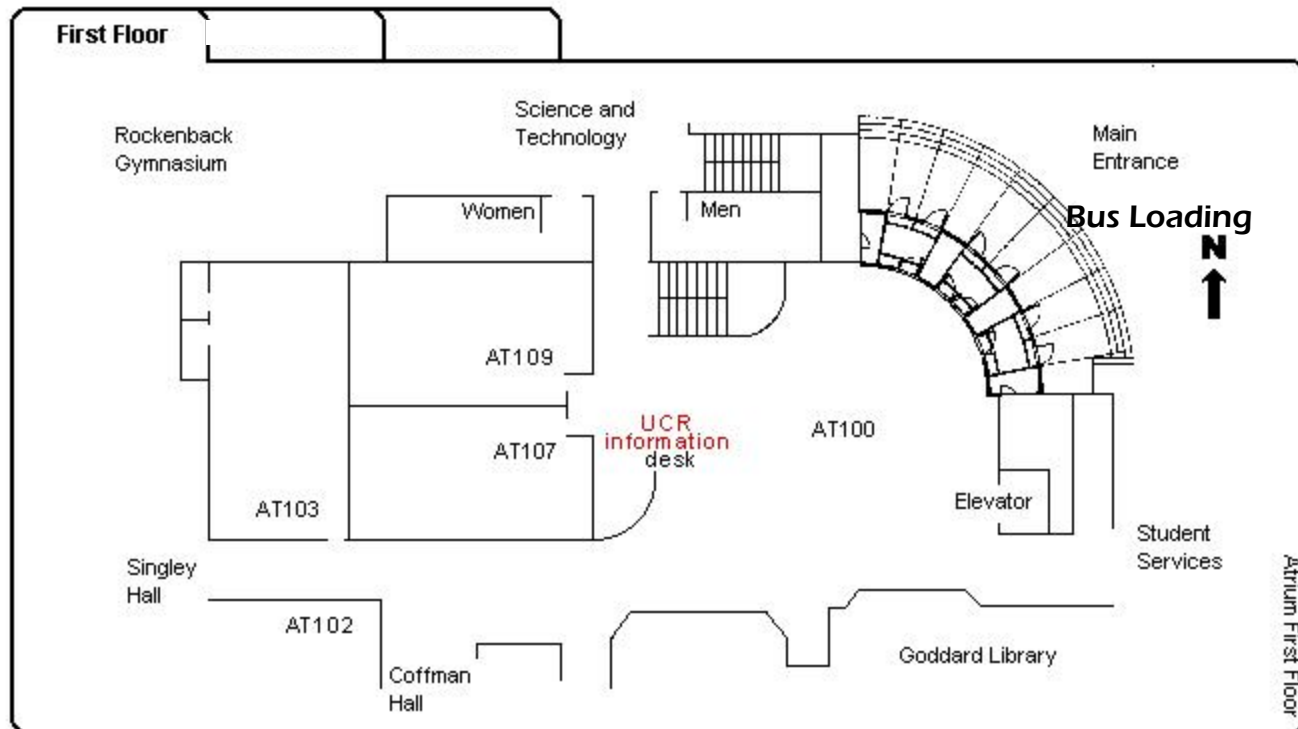 First Floor
Rockenback
Gymnasium
Science and
Technology
Main
Entrance
Bus Loading
N
Women
Men
AT109
UCR
information
desk
AT100
AT107
AT103
Elevator
Student
Services
Singley
Hall
AT102
Coffman
Hall
Goddard Library
Atrium First Floor